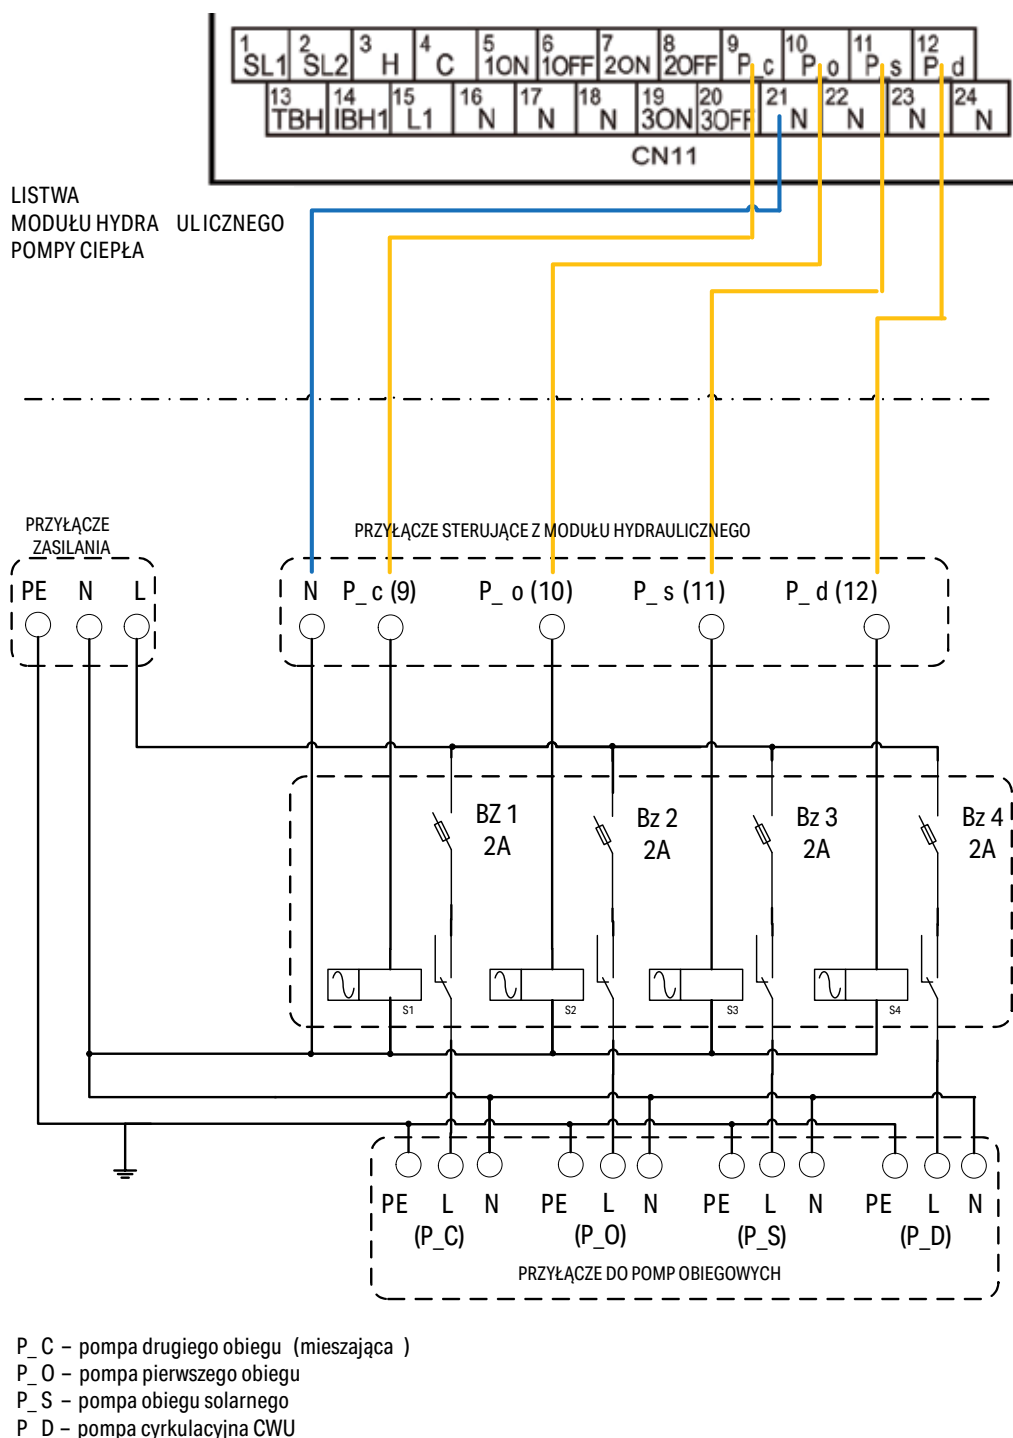 1 2 3 4 5 6 7 8 9 10 11 12
SL1 SL2 H C 1ON 1OFF 2ON 2OFF P_c P_o P_s P_d
13 14 15 16 17 18 19 20 21 22 23 24
TBH IBH1 L1 N N N 3ON 3OFF N N N N
CN11
LISTWA
MODUŁU HYDRA ULICZNEGO
POMPY CIEPŁA
PRZYŁĄCZE
ZASILANIA
PRZYŁĄCZE STERUJĄCE Z MODUŁU HYDRAULICZNEGO
PE N L
N P_ c (9) P_ o (10) P_ s (11) P_ d (12)
BZ 1 Bz 2 Bz 3 Bz 4
2A 2A 2A 2A
S1 S2 S3 S4
PE L N PE L N PE L N PE L N
(P_C) (P_O) (P_S) (P_D)
PRZYŁĄCZE DO POMP OBIEGOWYCH
P_ C – pompa drugiego obiegu (mieszająca )
P_ O – pompa pierwszego obiegu
P_ S – pompa obiegu solarnego
P_ D – pompa cyrkulacyjna CWU